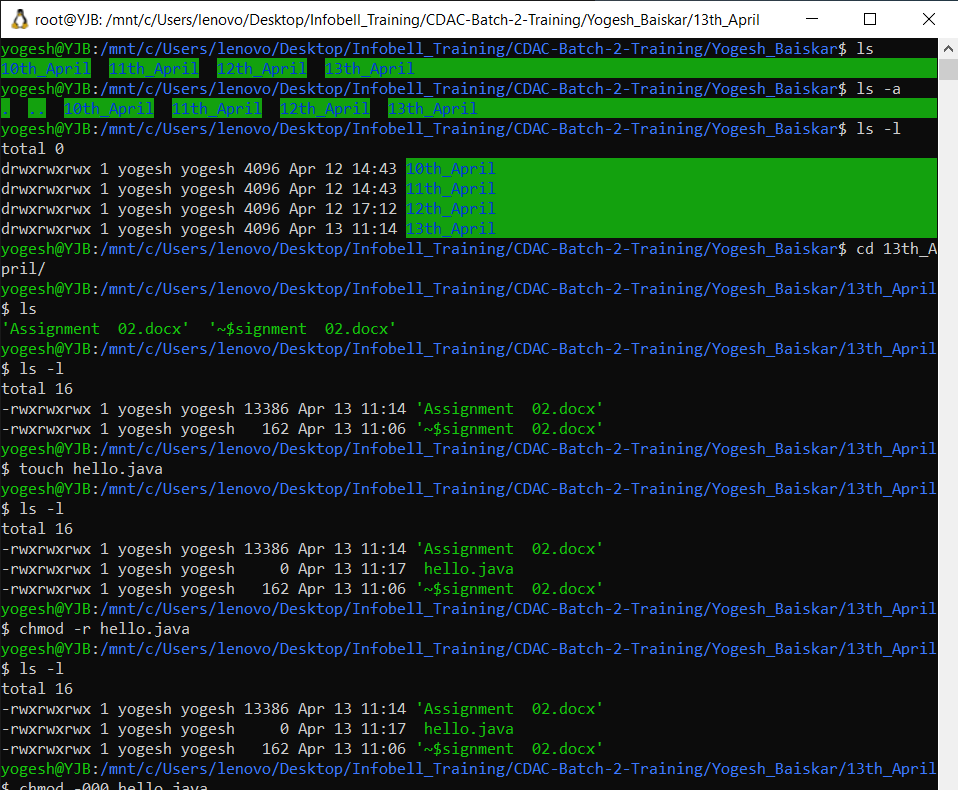 root@YJB: /mnt/c/Users/lenovo/Desktop/Infobell_Training/CDAC-Batch-2-Training/Yogesh_Baiskar/13th_April
yogesh@YJB:/mnt/c/Users/lenovo/Desktop/Infobell_Training/CDAC-Batch-2-Training/Yogesh_Baiskar$ ls
10th_April  11th_April  12th_April  13th_April
yogesh@YJB:/mnt/c/Users/lenovo/Desktop/Infobell_Training/CDAC-Batch-2-Training/Yogesh_Baiskar$ ls -a
.  ..  10th_April  11th_April  12th_April  13th_April
yogesh@YJB:/mnt/c/Users/lenovo/Desktop/Infobell_Training/CDAC-Batch-2-Training/Yogesh_Baiskar$ ls -l
total 0
drwxrwxrwx 1 yogesh yogesh 4096 Apr 12 14:43 10th_April
drwxrwxrwx 1 yogesh yogesh 4096 Apr 12 14:43 11th_April
drwxrwxrwx 1 yogesh yogesh 4096 Apr 12 17:12 12th_April
drwxrwxrwx 1 yogesh yogesh 4096 Apr 13 11:14 13th_April
yogesh@YJB:/mnt/c/Users/lenovo/Desktop/Infobell_Training/CDAC-Batch-2-Training/Yogesh_Baiskar$ cd 13th_A
pril/
yogesh@YJB:/mnt/c/Users/lenovo/Desktop/Infobell_Training/CDAC-Batch-2-Training/Yogesh_Baiskar/13th_April
$ ls
'Assignment  02.docx'  '~$signment  02.docx'
yogesh@YJB:/mnt/c/Users/lenovo/Desktop/Infobell_Training/CDAC-Batch-2-Training/Yogesh_Baiskar/13th_April
$ ls -l
total 16
-rwxrwxrwx 1 yogesh yogesh 13386 Apr 13 11:14 'Assignment  02.docx'
-rwxrwxrwx 1 yogesh yogesh   162 Apr 13 11:06 '~$signment  02.docx'
yogesh@YJB:/mnt/c/Users/lenovo/Desktop/Infobell_Training/CDAC-Batch-2-Training/Yogesh_Baiskar/13th_April
$ touch hello.java
yogesh@YJB:/mnt/c/Users/lenovo/Desktop/Infobell_Training/CDAC-Batch-2-Training/Yogesh_Baiskar/13th_April
$ ls -l
total 16
-rwxrwxrwx 1 yogesh yogesh 13386 Apr 13 11:14 'Assignment  02.docx'
-rwxrwxrwx 1 yogesh yogesh     0 Apr 13 11:17  hello.java
-rwxrwxrwx 1 yogesh yogesh   162 Apr 13 11:06 '~$signment  02.docx'
yogesh@YJB:/mnt/c/Users/lenovo/Desktop/Infobell_Training/CDAC-Batch-2-Training/Yogesh_Baiskar/13th_April
$ chmod -r hello.java
yogesh@YJB:/mnt/c/Users/lenovo/Desktop/Infobell_Training/CDAC-Batch-2-Training/Yogesh_Baiskar/13th_April
$ ls -l
total 16
-rwxrwxrwx 1 yogesh yogesh 13386 Apr 13 11:14 'Assignment  02.docx'
-rwxrwxrwx 1 yogesh yogesh     0 Apr 13 11:17  hello.java
-rwxrwxrwx 1 yogesh yogesh   162 Apr 13 11:06 '~$signment  02.docx'
yogesh@YJB:/mnt/c/Users/lenovo/Desktop/Infobell_Training/CDAC-Batch-2-Training/Yogesh_Baiskar/13th_April
$ chmod -000 hello.java